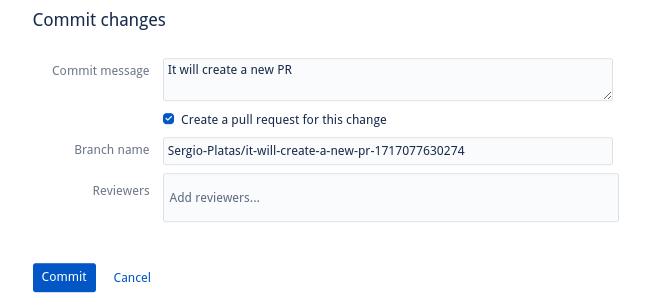 Commit changes
Commit message
It will create a new PR
Create a pull request for this change
Branch name
Sergio-Platas/it-will-create-a-new-pr-1717077630274
Reviewers
Add reviewers...
Commit
Cancel